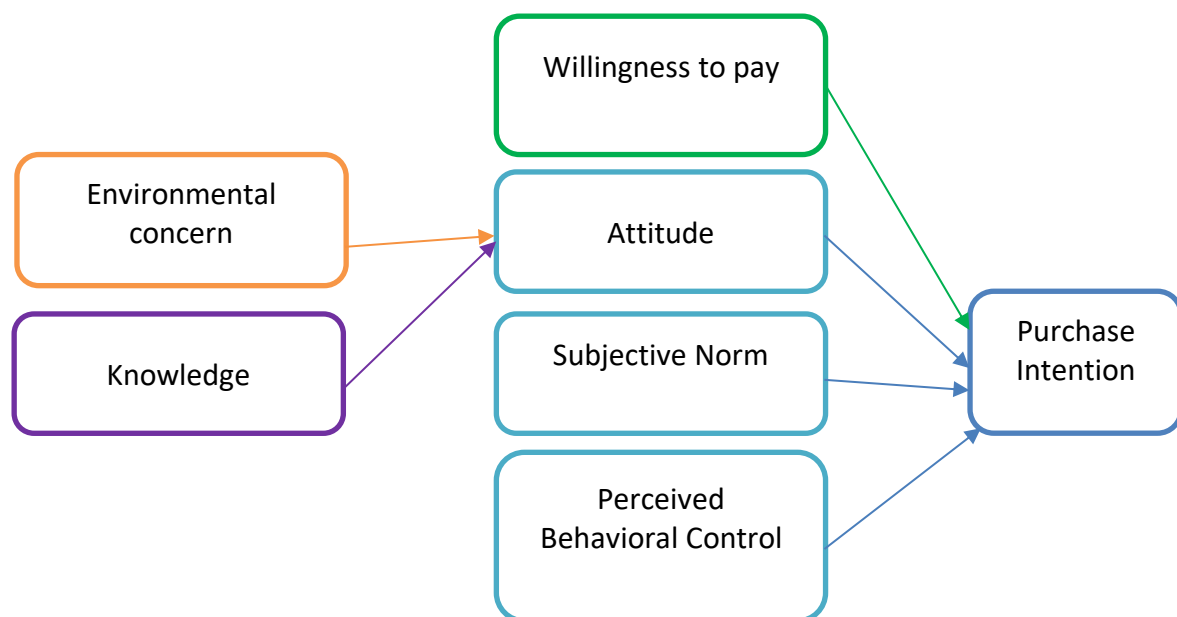 Willingness to pay
Environmental
concern
Attitude
Knowledge
Subjective Norm
Purchase
Intention
Perceived
Behavioral Control